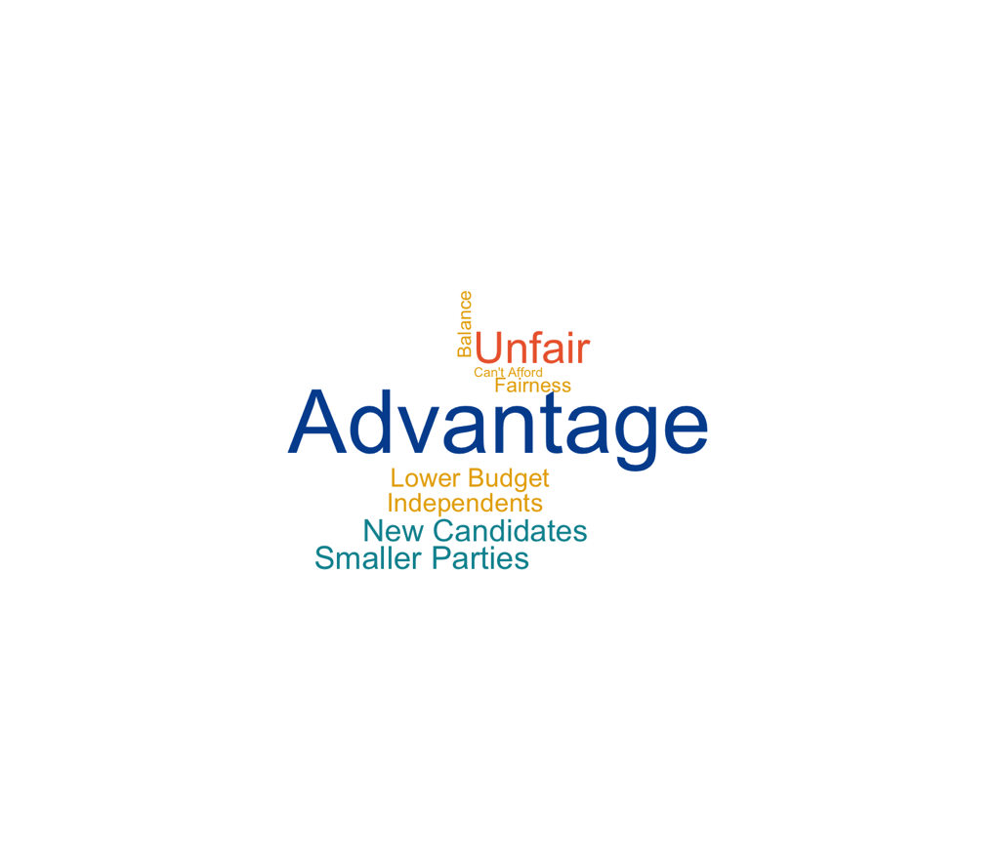 Balance
Unfair
Can't Afford
Fairness
Advantage
Lower Budget
Independents
New Candidates
Smaller Parties